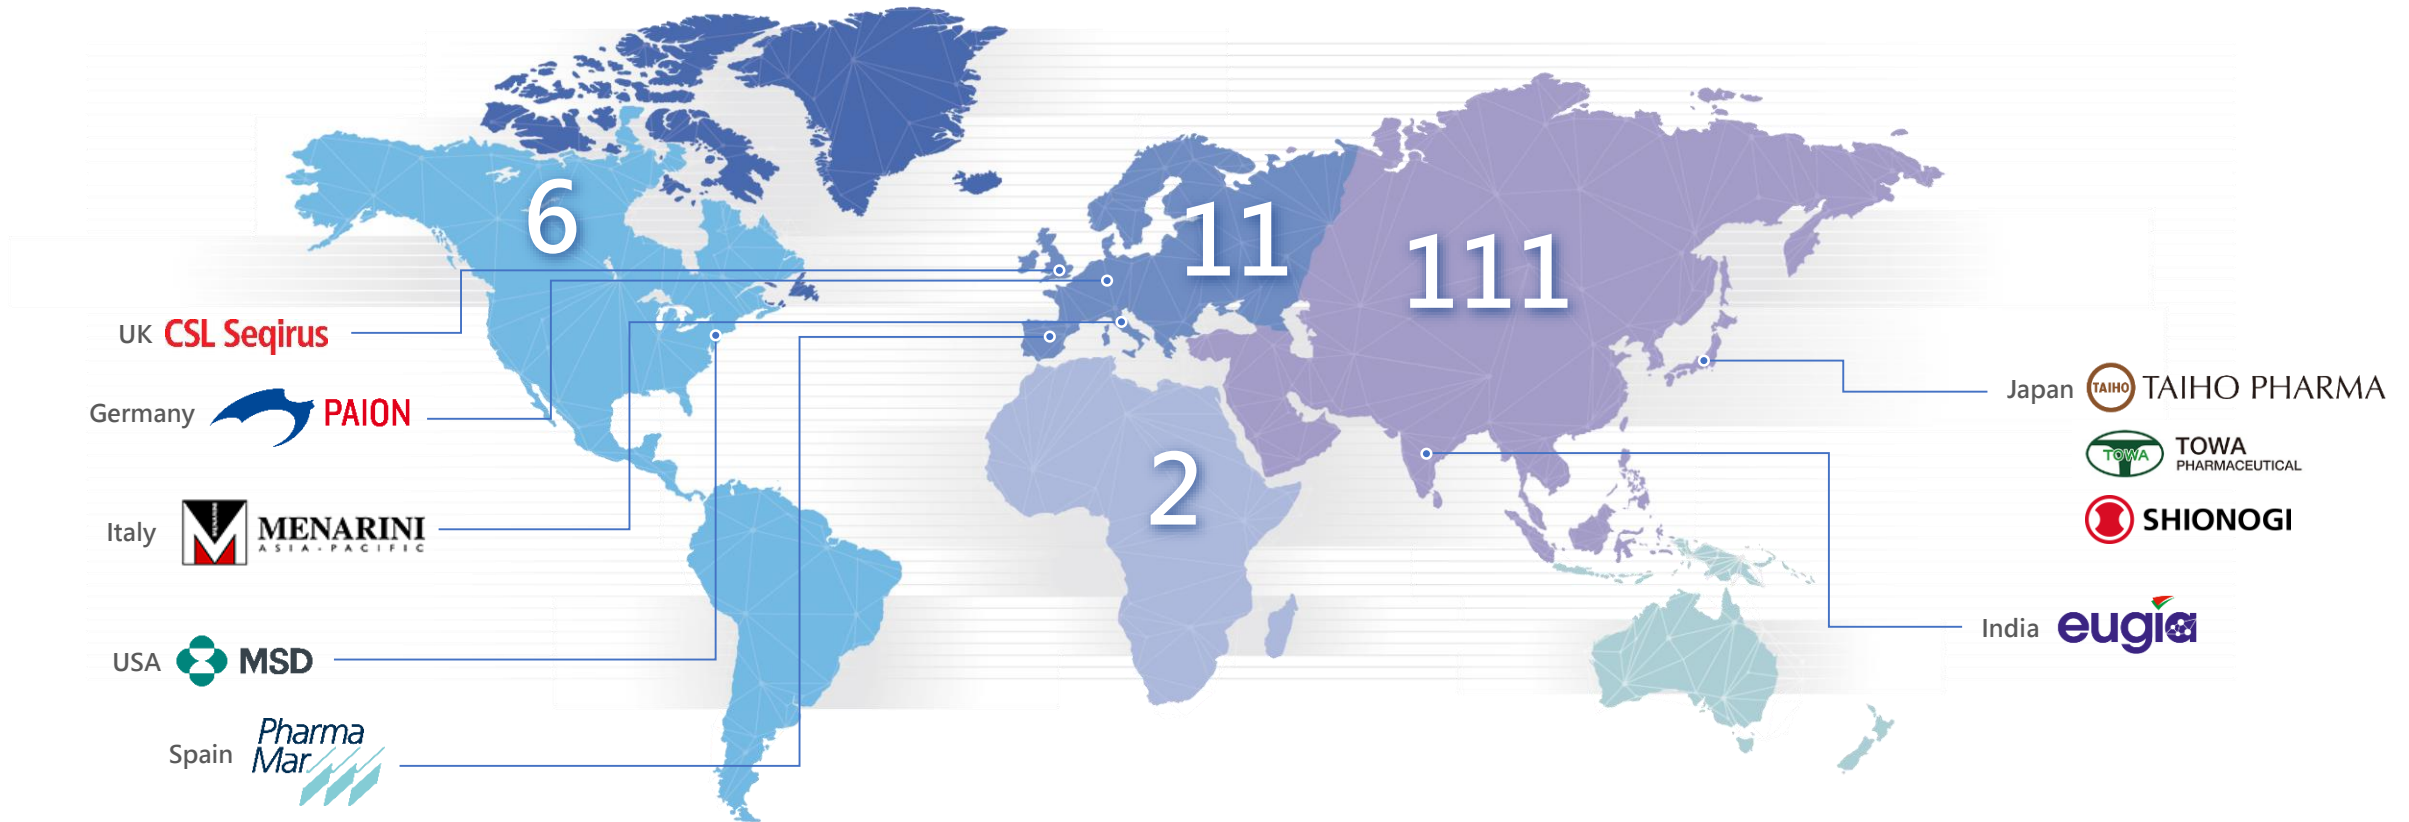 6
11
111
2
UK CSL Seqirus
Germany PAION
Italy MENARINI
ASIA-PACIFIC
MENARINI
USA MSD
Spain Pharma
Mar
Japan TAIHO TAIHO PHARMA
TOWA TOWA
PHARMACEUTICAL
SHIONOGI
India eugia